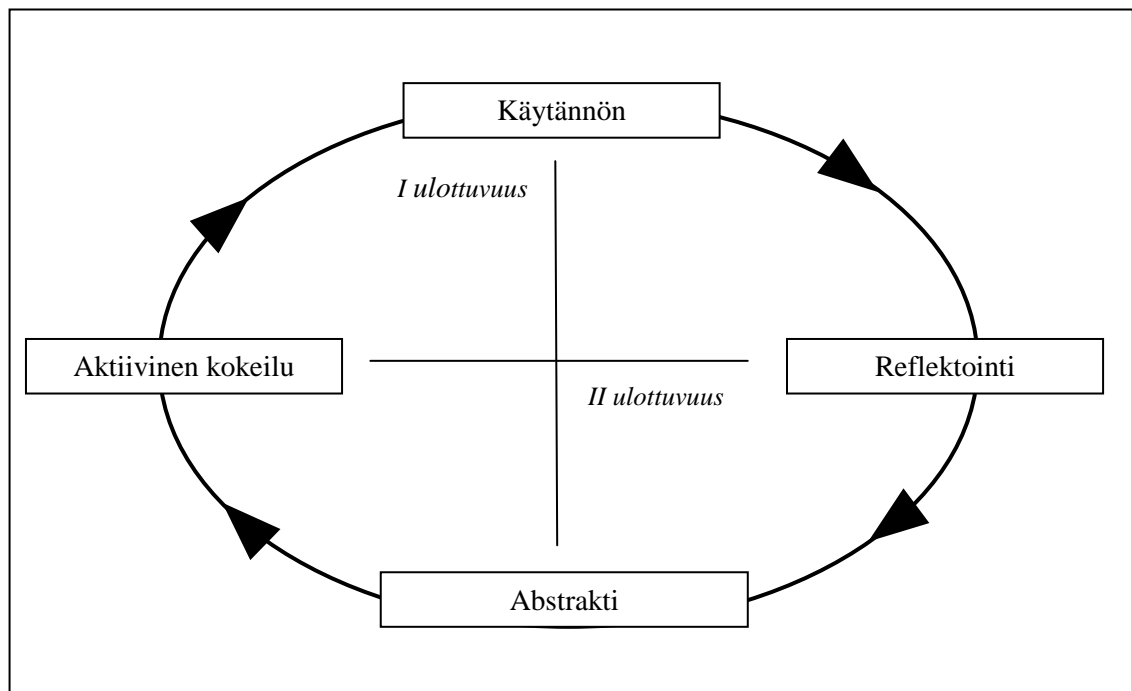 Käytännön
I ulottuvuus
Aktiivinen kokeilu
Reflektointi
II ulottuvuus
Abstrakti